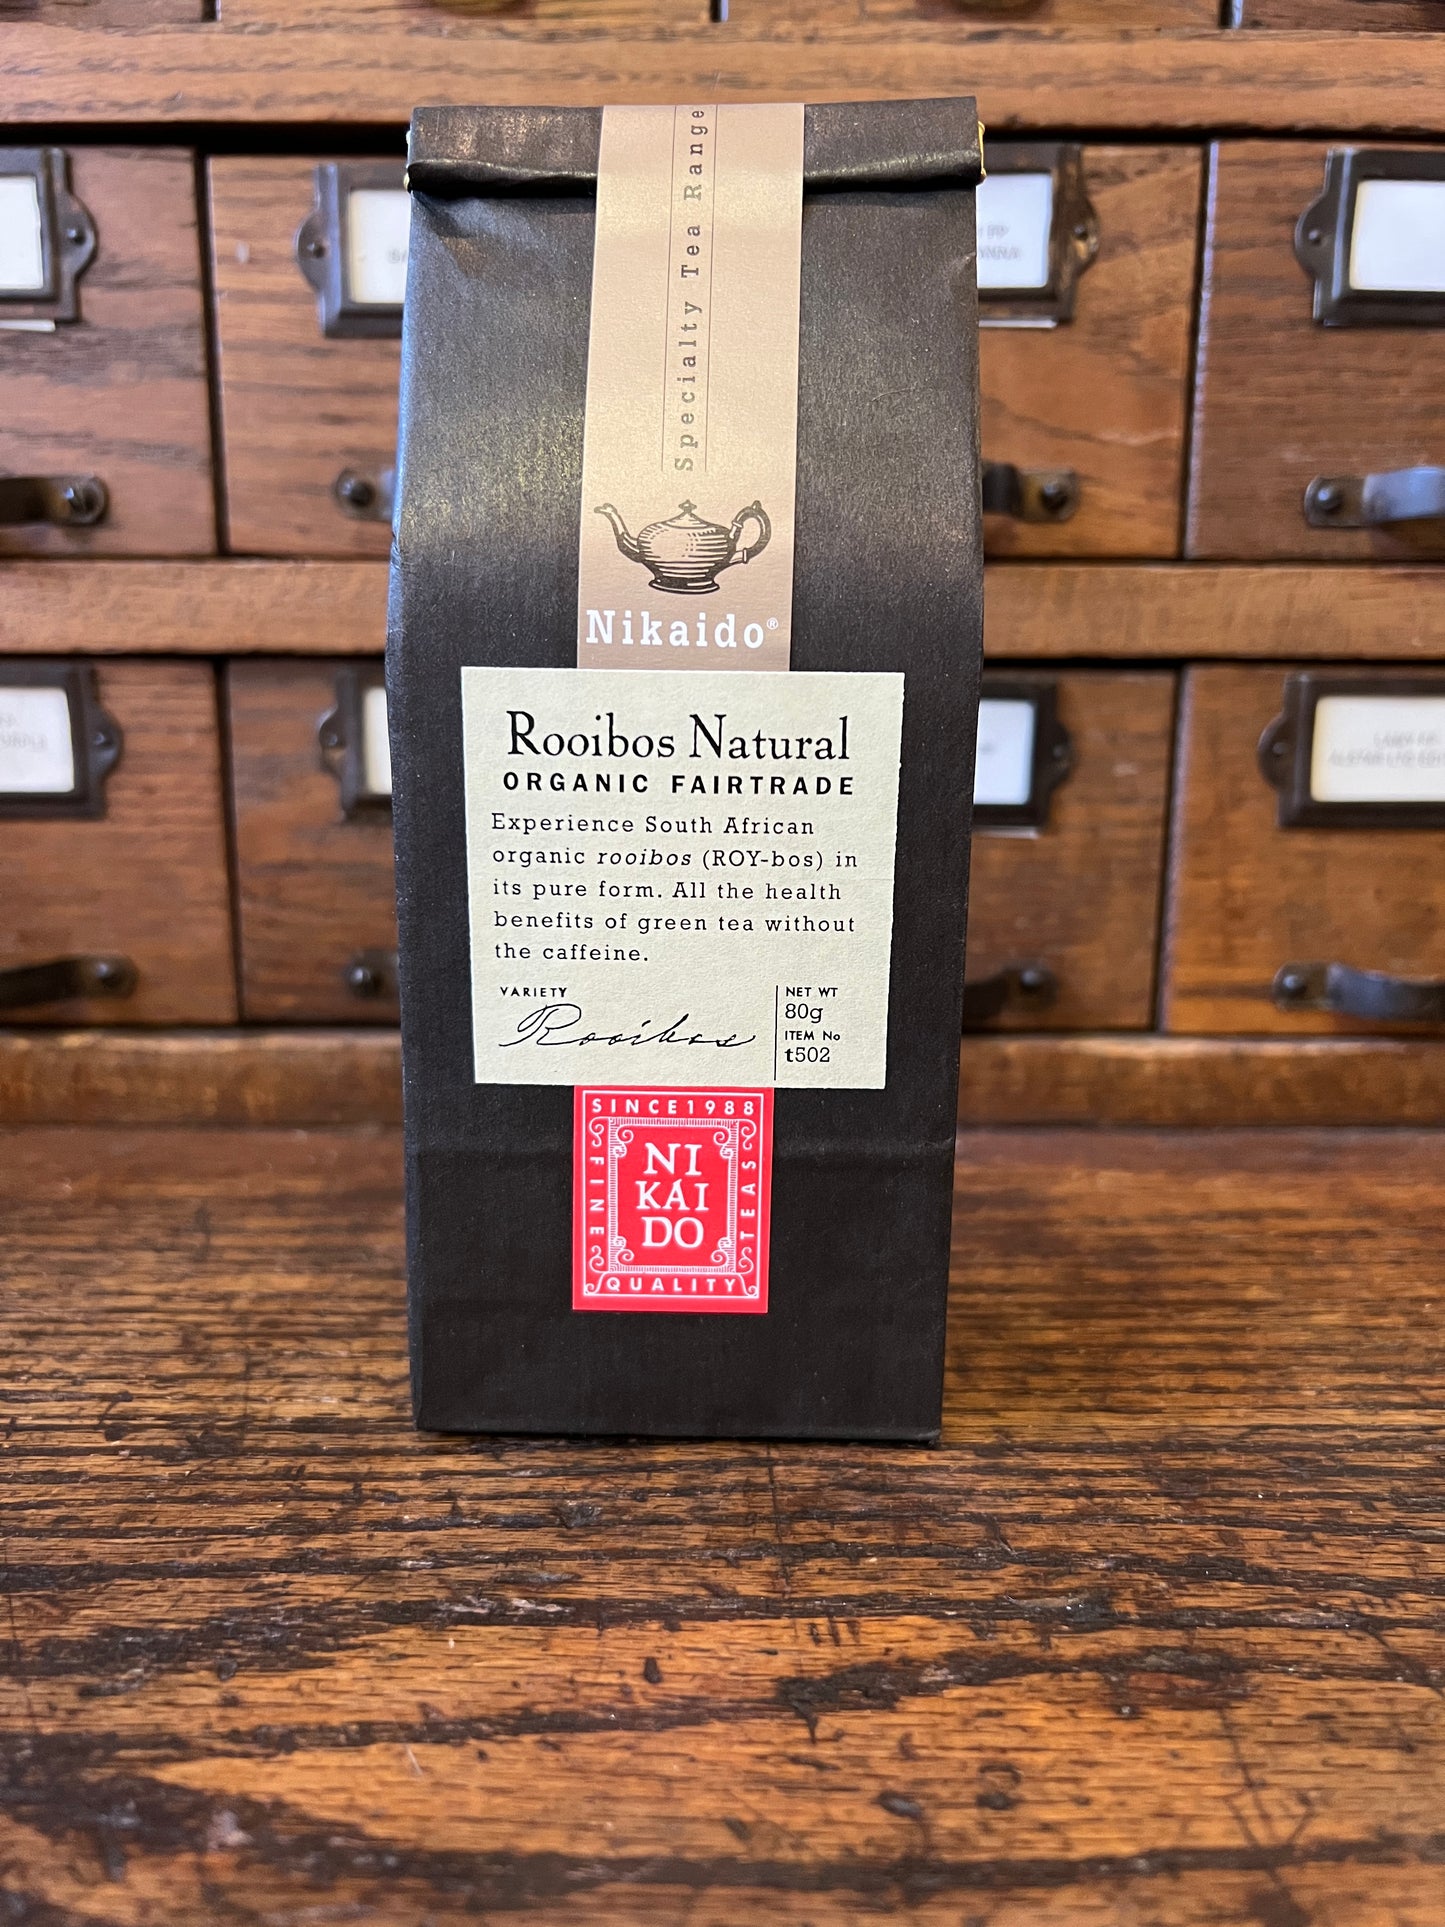 Specialty Tea Range
Nikaido®
Rooibos Natural
ORGANIC FAIRTRADE
Experience South African
organic rooibos (ROY-bos) in
its pure form. All the health
benefits of green tea without
the caffeine.
VARIETY
Rooibos
NET WT
80g
ITEM No
t502
SINCE 1988
FINE
NI
KAI
DO
TEAS
QUALITY